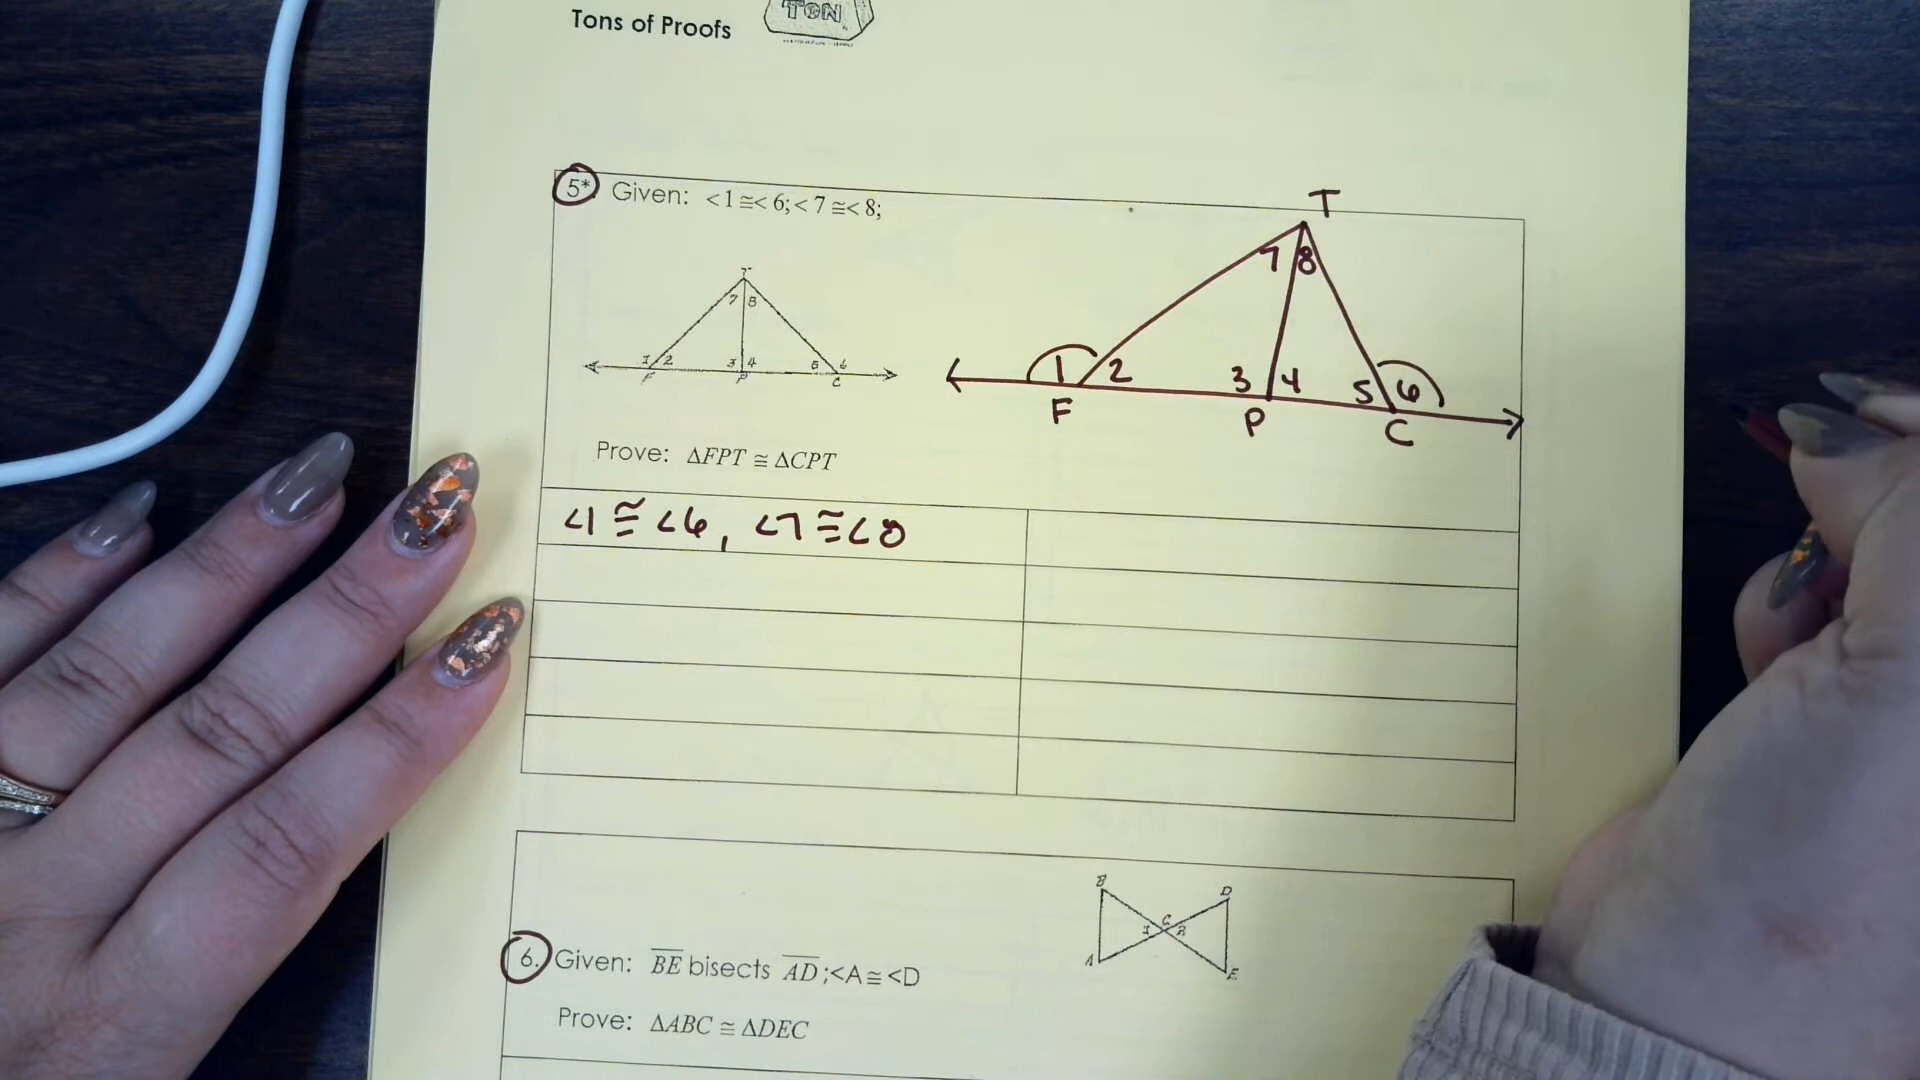 TON
Tons of Proofs
5* Given: <1≅<6;<7≅<8;
T
7 8
1 2 3 4 5 6
F P C
T
7 8
1 2 3 4 5 6
F P C
Prove: ΔFPT ≅ ΔCPT
<1 ≅ <6, <7 ≅ <8
B D
C
1 2
A E
6. Given: BE bisects AD;<A≅<D
Prove: ΔABC ≅ ΔDEC